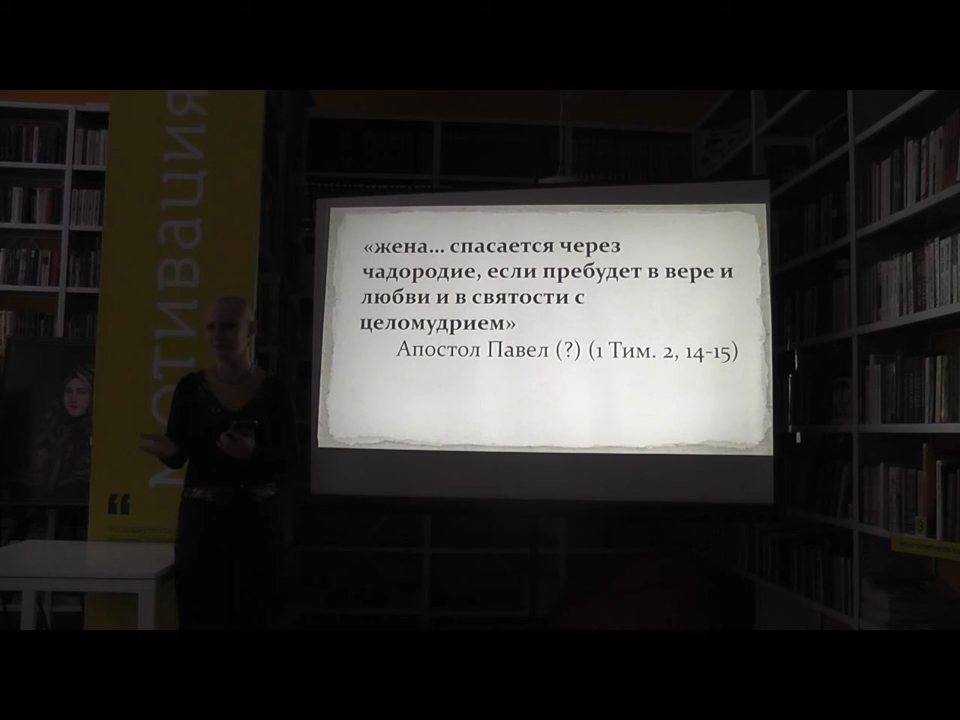 мотивация
«жена... спасается через
чадородие, если пребудет в вере и
любви и в святости с
целомудрием»
Апостол Павел (?) (1 Тим. 2, 14-15)